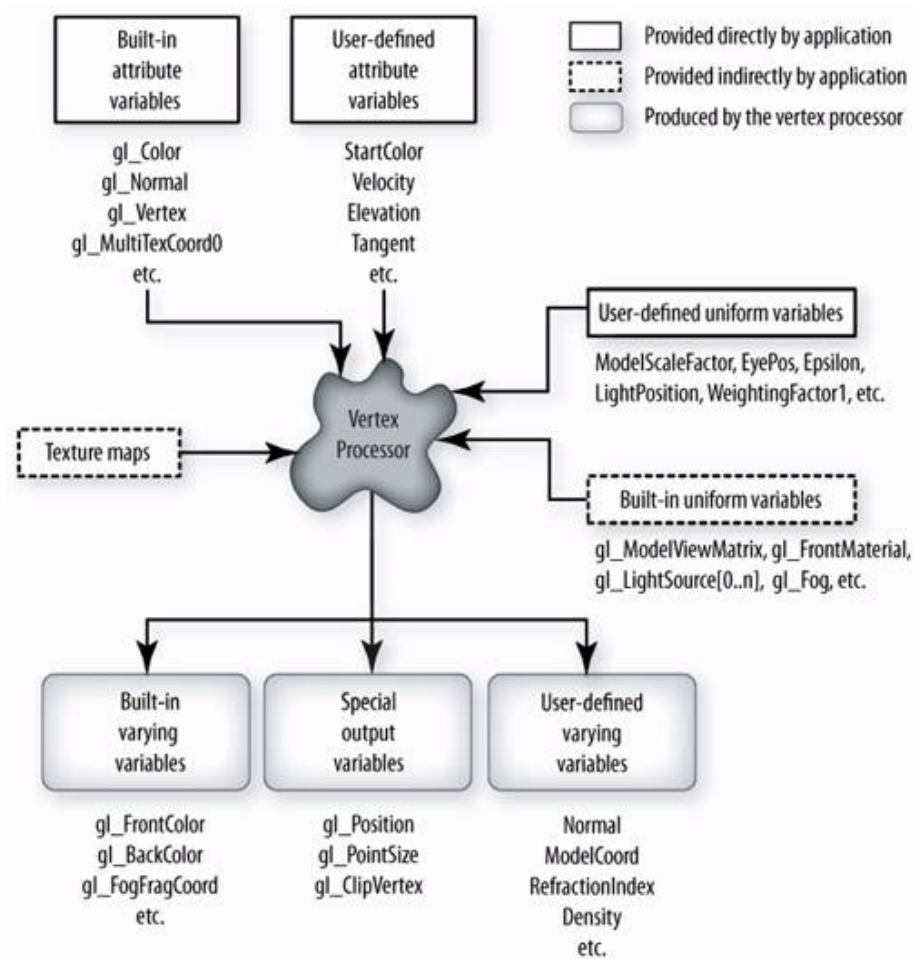 Built-in
attribute
variables
User-defined
attribute
variables
Provided directly by application
Provided indirectly by application
Produced by the vertex processor
gl_Color
gl_Normal
gl_Vertex
gl_MultiTexCoord0
etc.
StartColor
Velocity
Elevation
Tangent
etc.
User-defined uniform variables
ModelScaleFactor, EyePos, Epsilon,
LightPosition, WeightingFactor1, etc.
Vertex
Processor
Texture maps
Built-in uniform variables
gl_ModelViewMatrix, gl_FrontMaterial,
gl_LightSource[0..n], gl_Fog, etc.
Built-in
varying
variables
Special
output
variables
User-defined
varying
variables
gl_FrontColor
gl_BackColor
gl_FogFragCoord
etc.
gl_Position
gl_PointSize
gl_ClipVertex
Normal
ModelCoord
RefractionIndex
Density
etc.